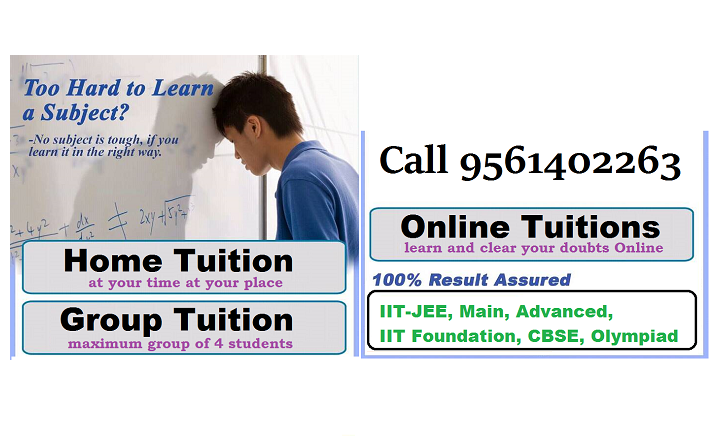 Too Hard to Learn
a Subject?
-No subject is tough, if you
learn it in the right way.
Home Tuition
at your time at your place
Group Tuition
maximum group of 4 students
Call 9561402263
Online Tuitions
learn and clear your doubts Online
100% Result Assured
IIT-JEE, Main, Advanced,
IIT Foundation, CBSE, Olympiad